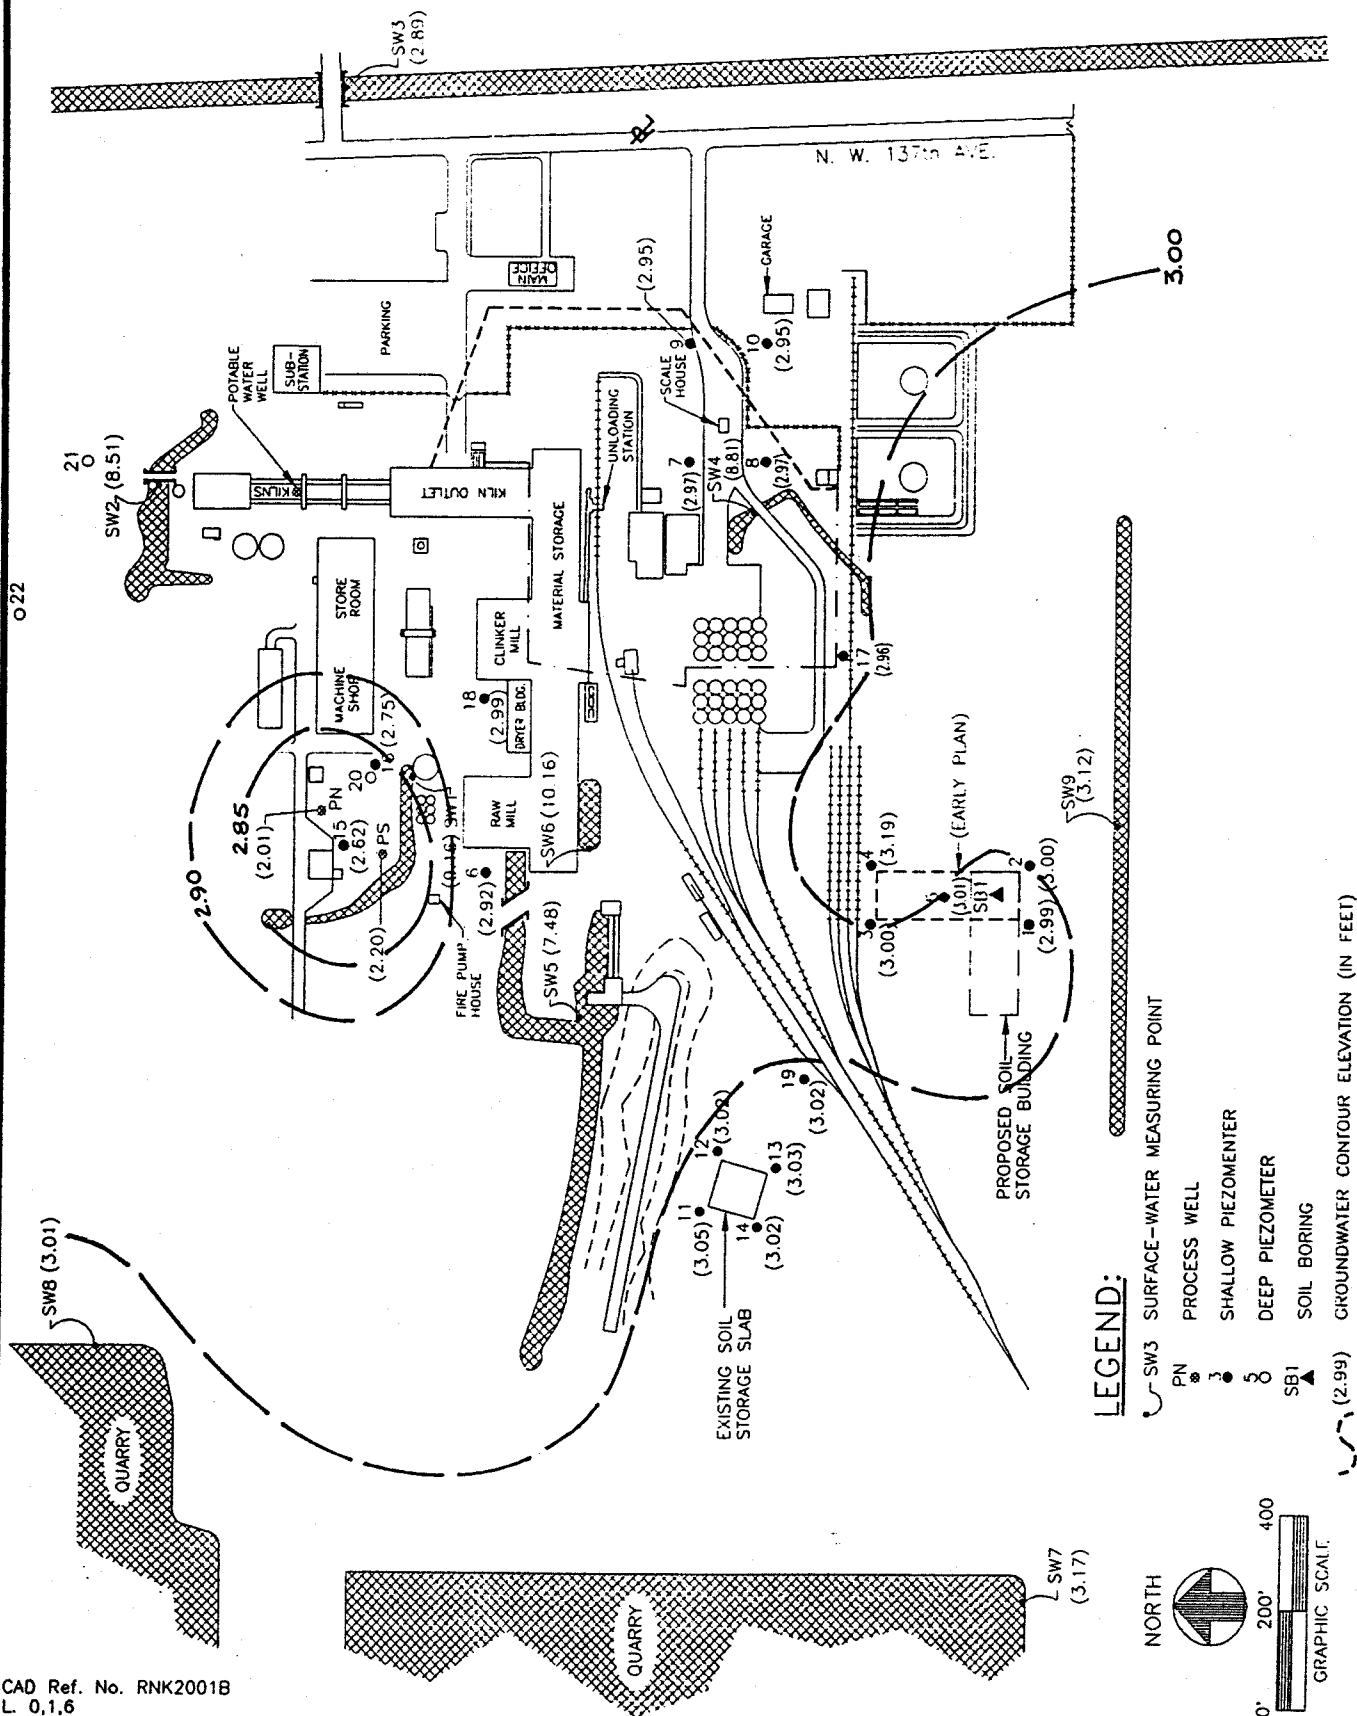 CAD Ref. No. RNK2001B
L. 0,1,6
QUARRY
SW8 (3.01)
QUARRY
SW7
(3.17)
22
21
SW2 (8.51)
POTABLE
WATER
WELL
SUB-
STATION
PARKING
SW3
(2.89)
N. W. 137th AVE.
MAIN
OFFICE
KILNS
KILN OUTLET
STORE
ROOM
MACHINE
SHOP
CLINKER
MILL
MATERIAL STORAGE
UNLOADING
STATION
SCALE
HOUSE
GARAGE
9
(2.95)
10
(2.95)
7
(2.97)
SW4
(8.81)
8
(2.97)
17
(2.96)
3.00
18
(2.99)
DRYER BLDG.
RAW
MILL
SW6 (10.16)
2.90
2.85
(2.01)
PN
20
(2.75)
15
(2.62)
PS
(2.20)
SW1
6
(2.92)
FIRE PUMP
HOUSE
SW5 (7.48)
4
(3.19)
(EARLY PLAN)
3
(3.00)
(3.01)
SB1
2
(3.00)
1
(2.99)
SW9
(3.12)
PROPOSED SOIL
STORAGE BUILDING
19
(3.02)
12
(3.02)
13
(3.03)
11
(3.05)
14
(3.02)
EXISTING SOIL
STORAGE SLAB
LEGEND:
SW3 SURFACE-WATER MEASURING POINT
PN PROCESS WELL
3 SHALLOW PIEZOMENTER
5 DEEP PIEZOMETER
SB1 SOIL BORING
(2.99) GROUNDWATER CONTOUR ELEVATION (IN FEET)
NORTH
0' 200' 400
GRAPHIC SCALE